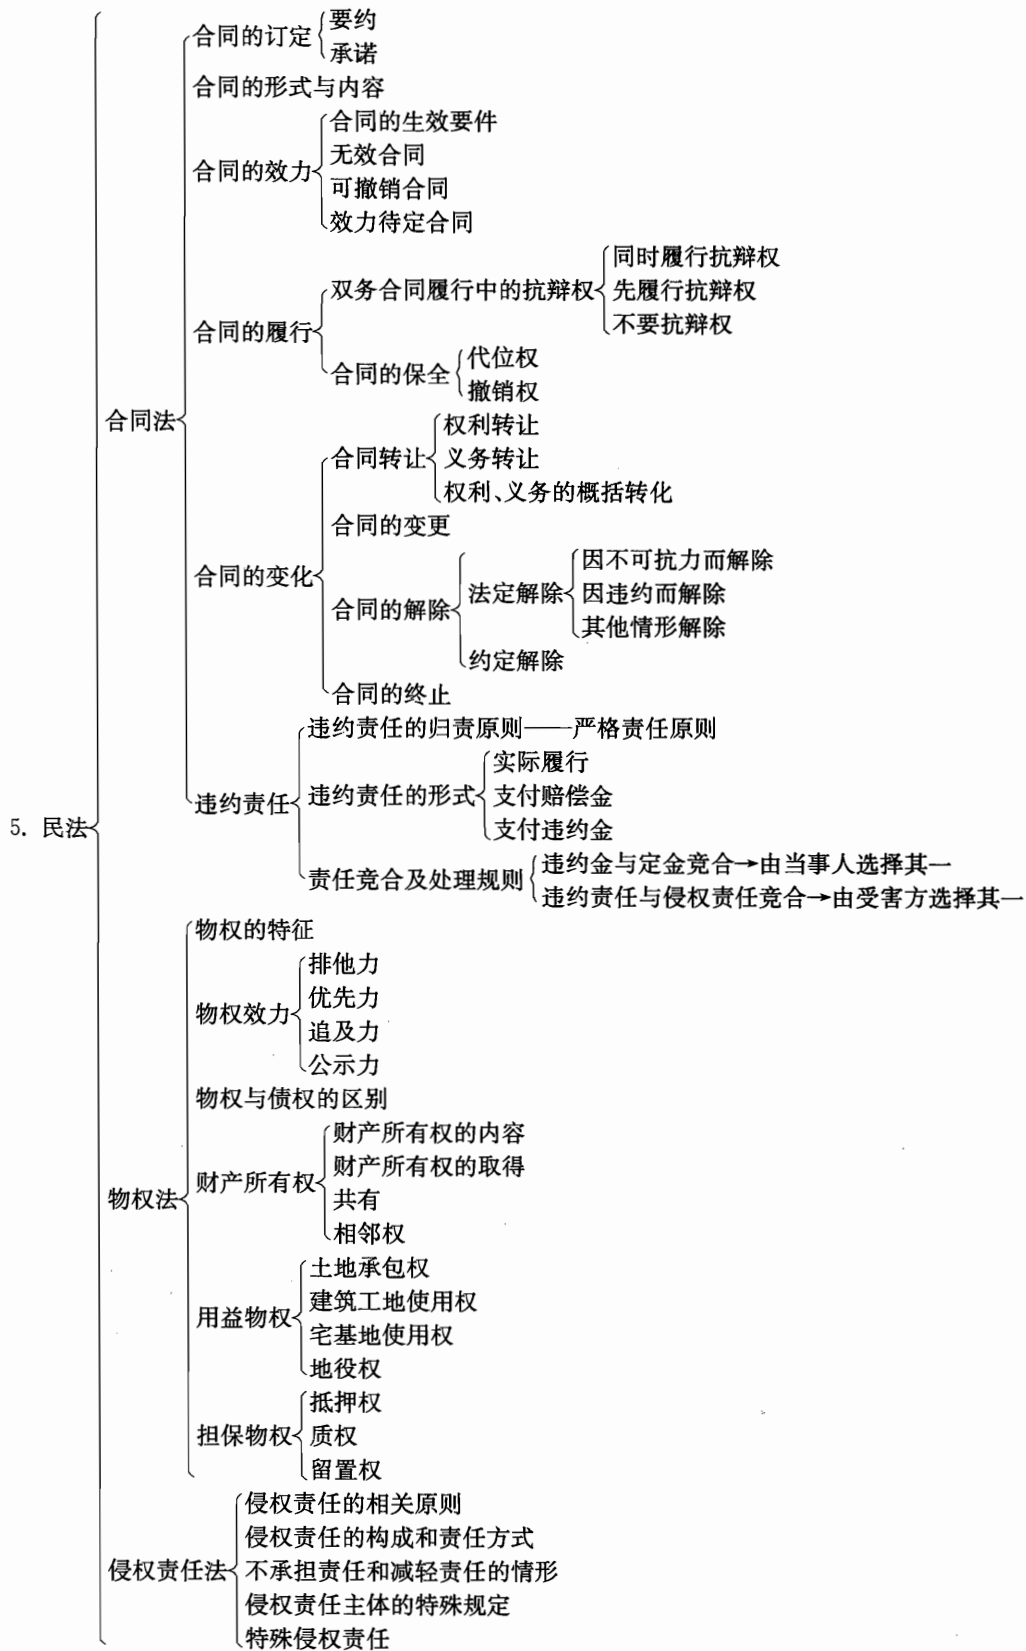 5. 民法
合同法
合同的订定
要约
承诺
合同的形式与内容
合同的效力
合同的生效要件
无效合同
可撤销合同
效力待定合同
合同的履行
双务合同履行中的抗辩权
同时履行抗辩权
先履行抗辩权
不要抗辩权
合同的保全
代位权
撤销权
合同的变化
合同转让
权利转让
义务转让
权利、义务的概括转化
合同的变更
合同的解除
法定解除
因不可抗力而解除
因违约而解除
其他情形解除
约定解除
合同的终止
违约责任
违约责任的归责原则——严格责任原则
违约责任的形式
实际履行
支付赔偿金
支付违约金
责任竞合及处理规则
违约金与定金竞合→由当事人选择其一
违约责任与侵权责任竞合→由受害方选择其一
物权法
物权的特征
物权效力
排他力
优先力
追及力
公示力
物权与债权的区别
财产所有权
财产所有权的内容
财产所有权的取得
共有
相邻权
用益物权
土地承包权
建筑工地使用权
宅基地使用权
地役权
担保物权
抵押权
质权
留置权
侵权责任法
侵权责任的相关原则
侵权责任的构成和责任方式
不承担责任和减轻责任的情形
侵权责任主体的特殊规定
特殊侵权责任